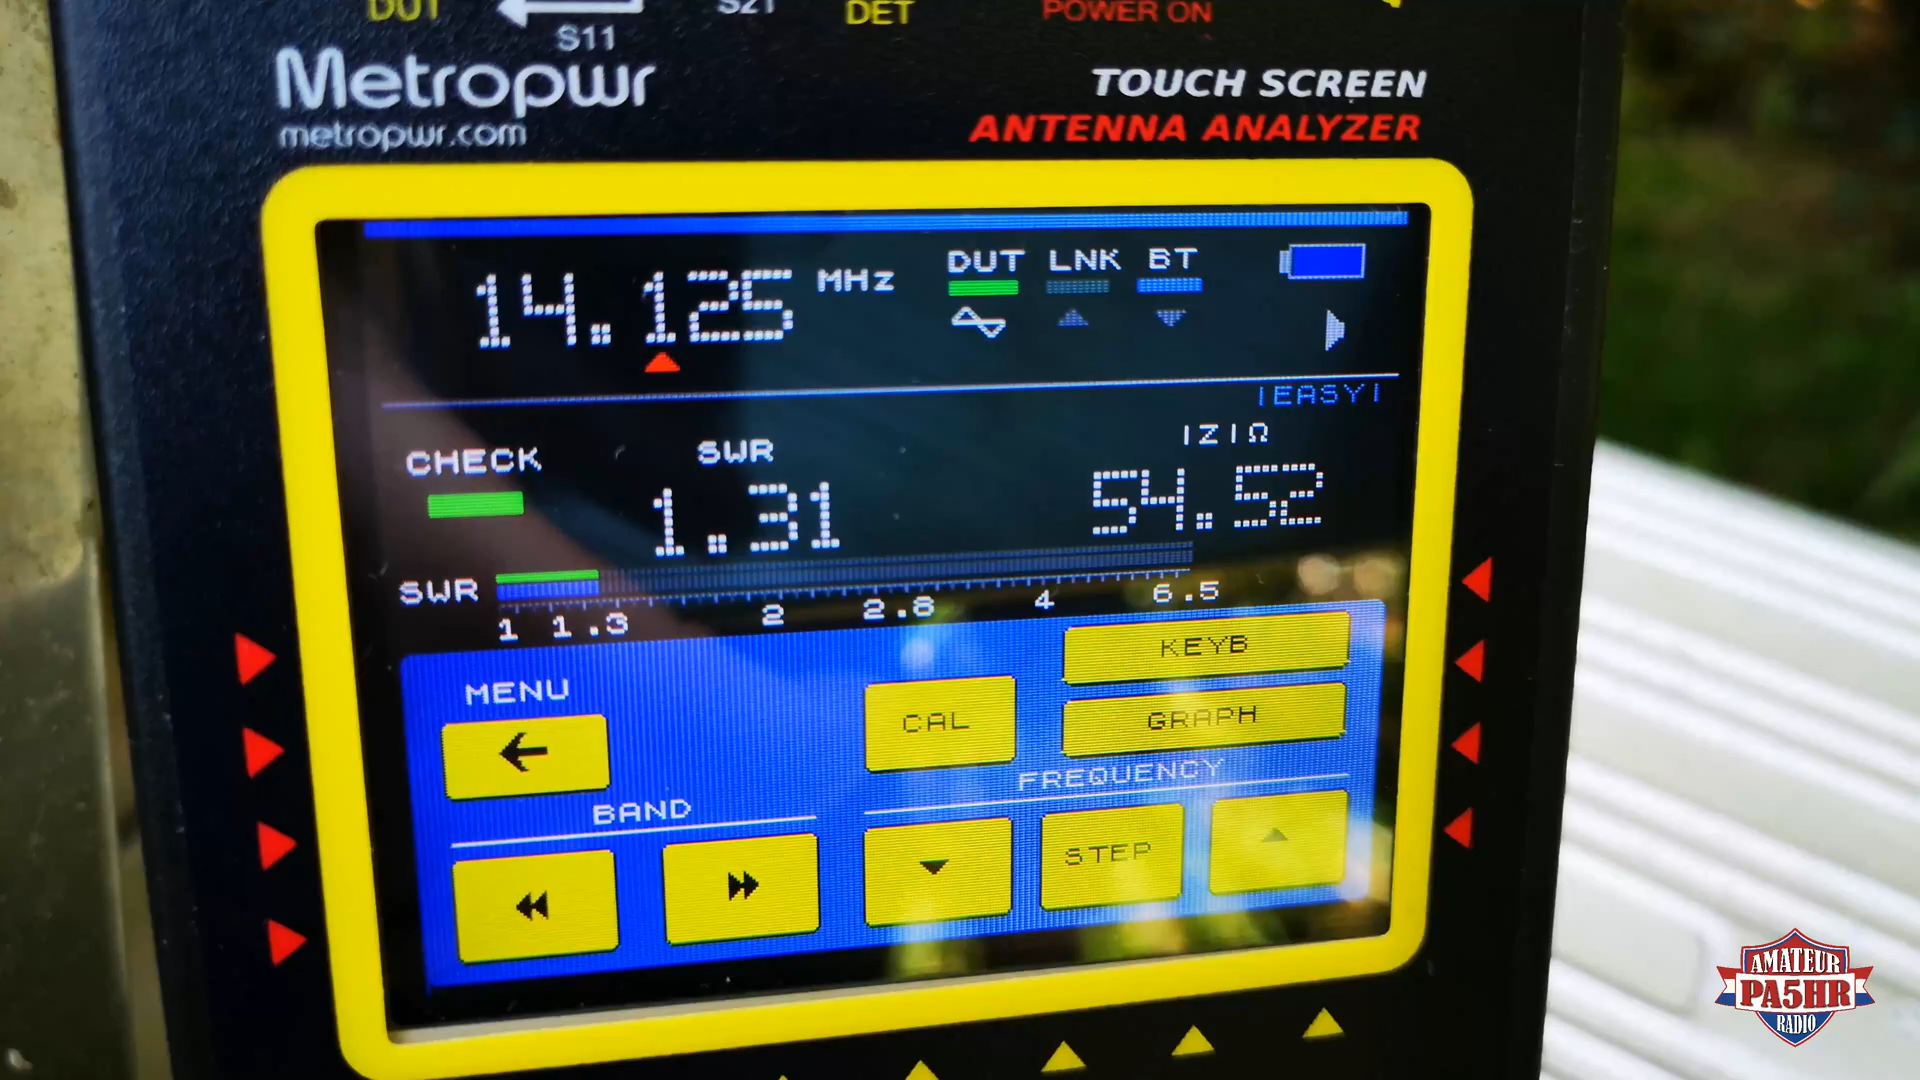 DUT
S21
DET
POWER ON
S11
Metropwr
metropwr.com
TOUCH SCREEN
ANTENNA ANALYZER
14.125 MHz
DUT LNK BT
|EASY|
CHECK
SWR
1.31
|Z|Ω
54.52
SWR
1 1.3 2 2.8 4 6.5
MENU
CAL
KEYB
GRAPH
BAND
FREQUENCY
STEP
AMATEUR
PA5HR
RADIO